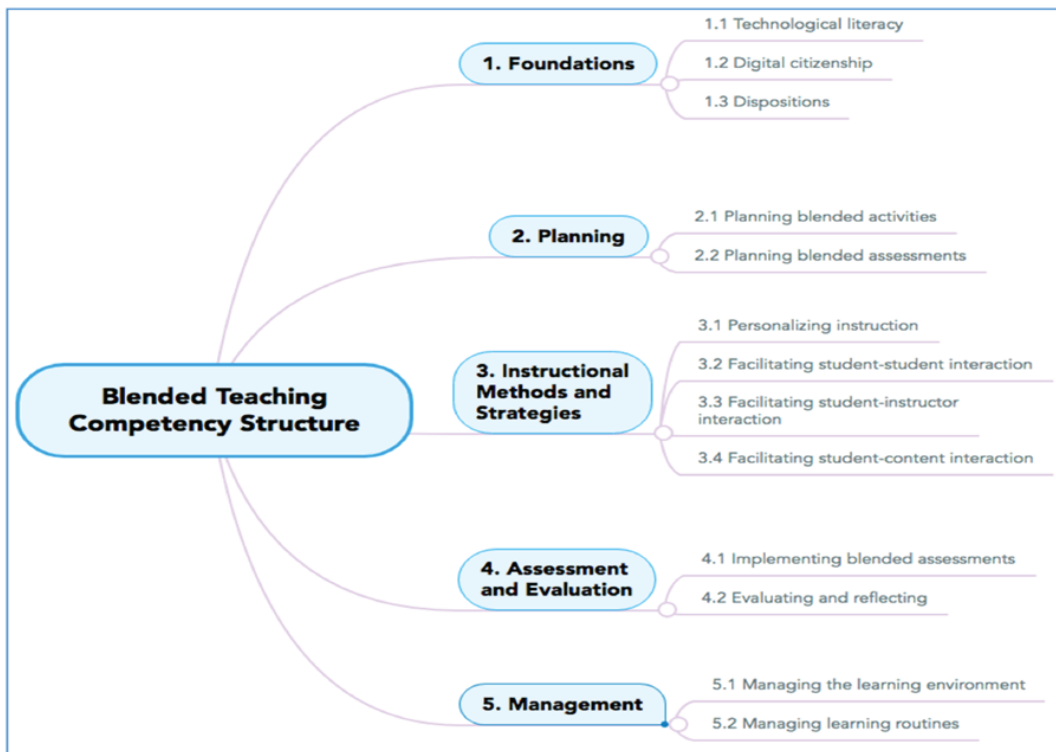 1.1 Technological literacy
1. Foundations
1.2 Digital citizenship
1.3 Dispositions
2.1 Planning blended activities
2. Planning
2.2 Planning blended assessments
Blended Teaching
Competency Structure
3. Instructional
Methods and
Strategies
3.1 Personalizing instruction
3.2 Facilitating student-student interaction
3.3 Facilitating student-instructor
interaction
3.4 Facilitating student-content interaction
4. Assessment
and Evaluation
4.1 Implementing blended assessments
4.2 Evaluating and reflecting
5. Management
5.1 Managing the learning environment
5.2 Managing learning routines